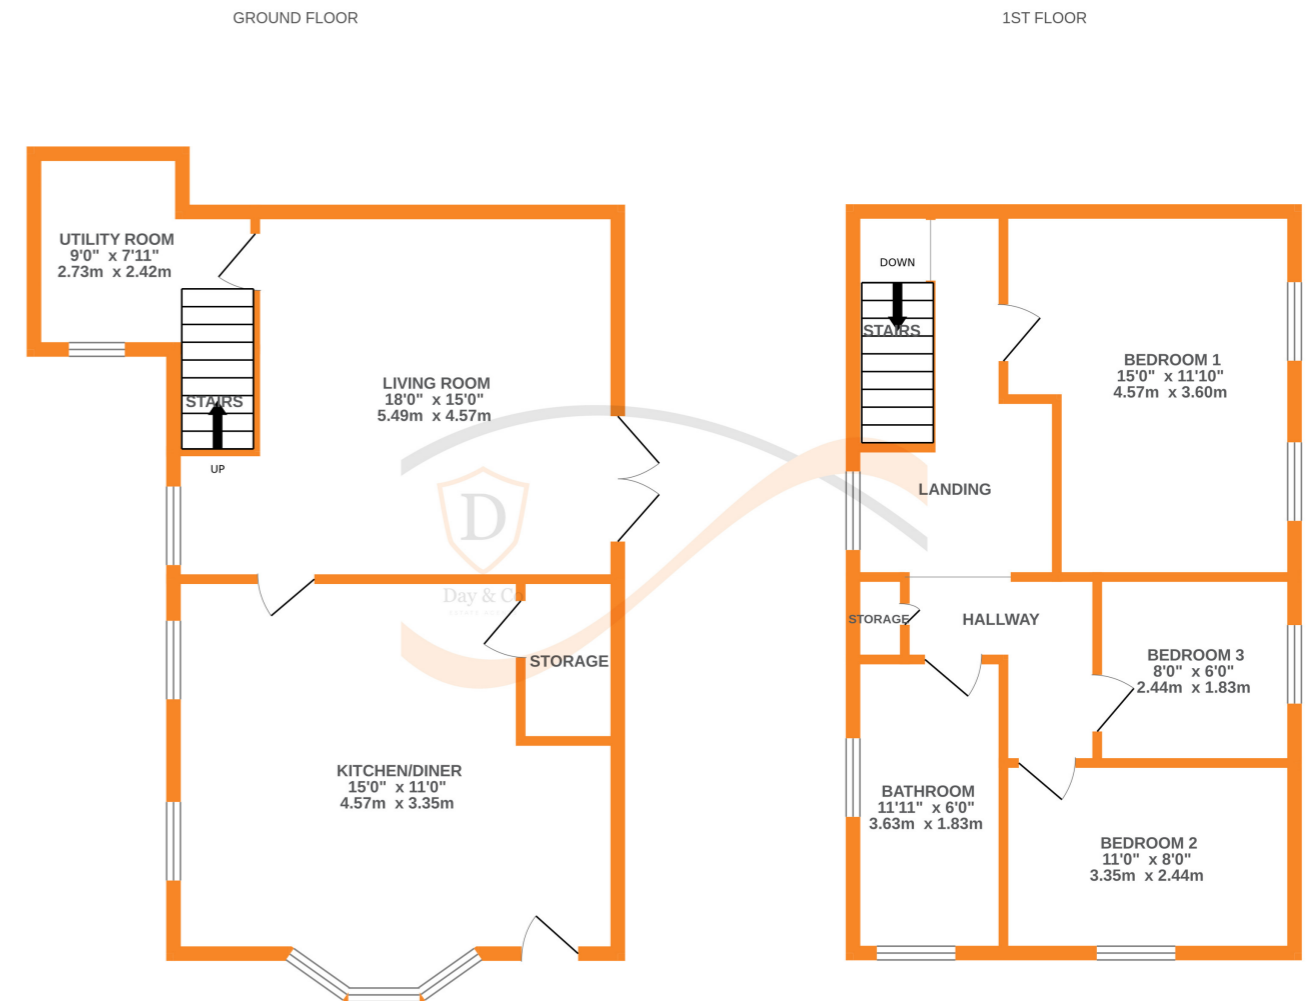 GROUND FLOOR
1ST FLOOR
UTILITY ROOM
9'0" x 7'11"
2.73m x 2.42m
STAIRS
UP
LIVING ROOM
18'0" x 15'0"
5.49m x 4.57m
D
Day & Co
STORAGE
KITCHEN/DINER
15'0" x 11'0"
4.57m x 3.35m
DOWN
STAIRS
BEDROOM 1
15'0" x 11'10"
4.57m x 3.60m
LANDING
STORAGE
HALLWAY
BEDROOM 3
8'0" x 6'0"
2.44m x 1.83m
BATHROOM
11'11" x 6'0"
3.63m x 1.83m
BEDROOM 2
11'0" x 8'0"
3.35m x 2.44m